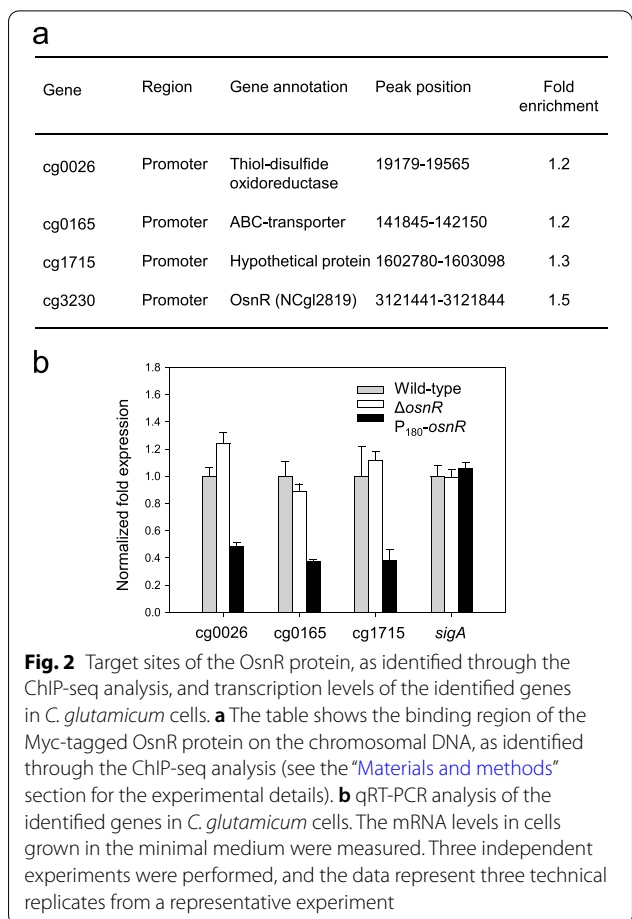 a
Gene Region Gene annotation Peak position Fold
enrichment
cg0026 Promoter Thiol-disulfide 19179-19565 1.2
oxidoreductase
cg0165 Promoter ABC-transporter 141845-142150 1.2
cg1715 Promoter Hypothetical protein 1602780-1603098 1.3
cg3230 Promoter OsnR (NCgl2819) 3121441-3121844 1.5
b
Normalized fold expression
1.8
1.6
1.4
1.2
1.0
0.8
0.6
0.4
0.2
0.0
Wild-type
ΔosnR
P₁₈₀-osnR
cg0026 cg0165 cg1715 sigA
Fig. 2 Target sites of the OsnR protein, as identified through the
ChIP-seq analysis, and transcription levels of the identified genes
in C. glutamicum cells. a The table shows the binding region of the
Myc-tagged OsnR protein on the chromosomal DNA, as identified
through the ChIP-seq analysis (see the “Materials and methods”
section for the experimental details). b qRT-PCR analysis of the
identified genes in C. glutamicum cells. The mRNA levels in cells
grown in the minimal medium were measured. Three independent
experiments were performed, and the data represent three technical
replicates from a representative experiment